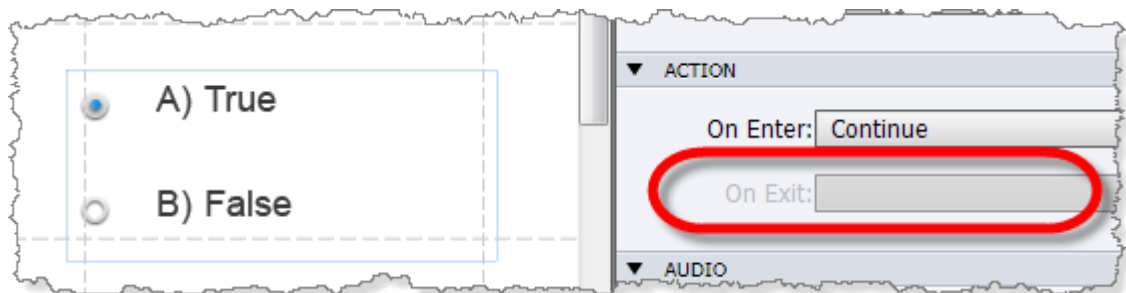 A) True
B) False
ACTION
On Enter: Continue
On Exit:
AUDIO